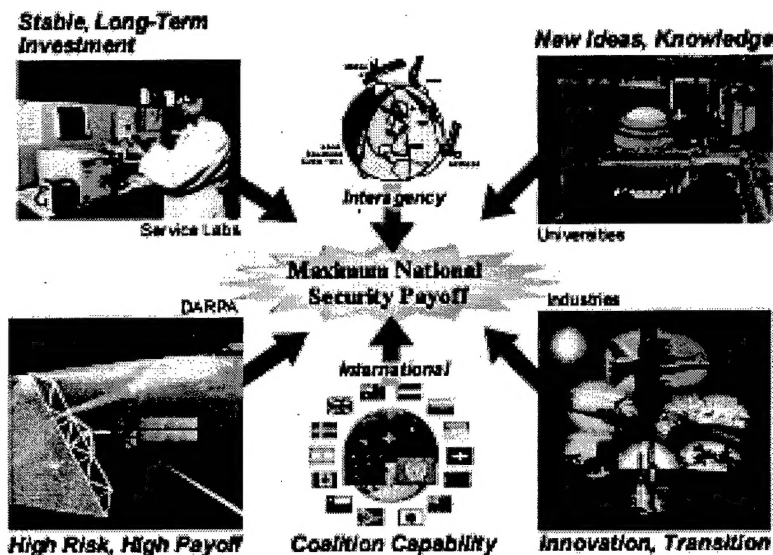 Stable, Long-Term
Investment
New Ideas, Knowledge
Interagency
Service Labs
Universities
Maximum National
Security Payoff
DARPA
Industries
International
High Risk, High Payoff
Coalition Capability
Innovation, Transition